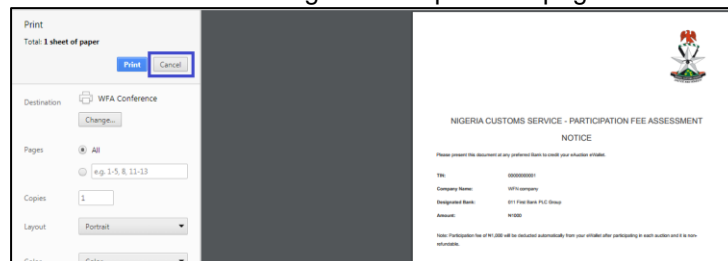 Print
Total: 1 sheet of paper
Print Cancel
Destination WFA Conference
Change...
Pages All
e.g. 1-5, 8, 11-13
Copies 1
Layout Portrait
NIGERIA CUSTOMS SERVICE - PARTICIPATION FEE ASSESSMENT
NOTICE
Please present this document at any preferred Bank to credit your eAuction eWallet.
TIN: 0000000001
Company Name: WFN company
Designated Bank: 011 First Bank PLC Group
Amount: N1000
Note: Participation fee of N1,000 will be deducted automatically from your eWallet after participating in each auction and it is non-
refundable.